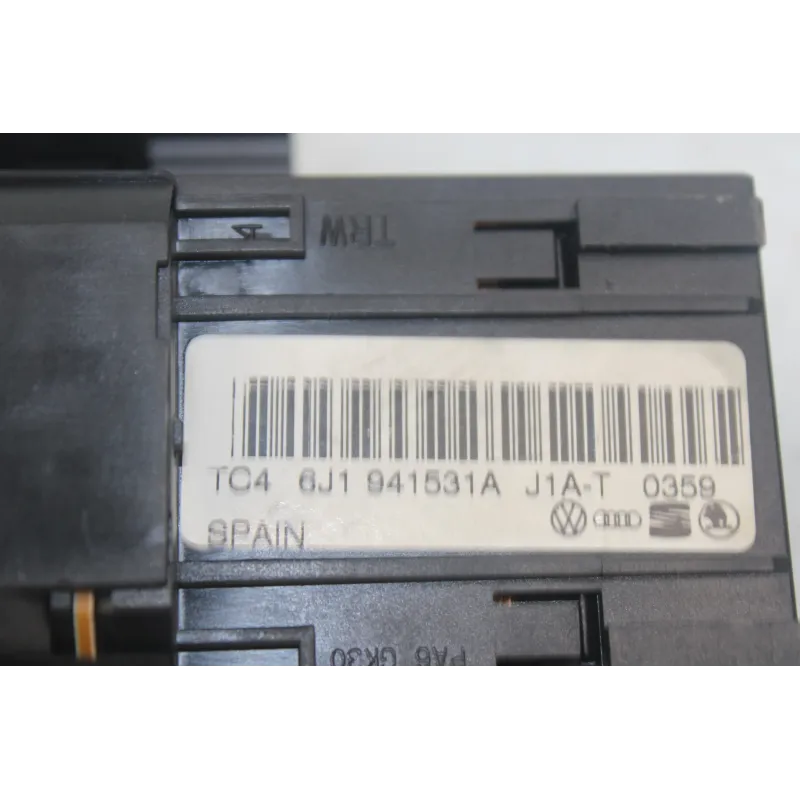 TRW
TC4 6J1 941531A J1A-T 0359
SPAIN
PA6 GK30